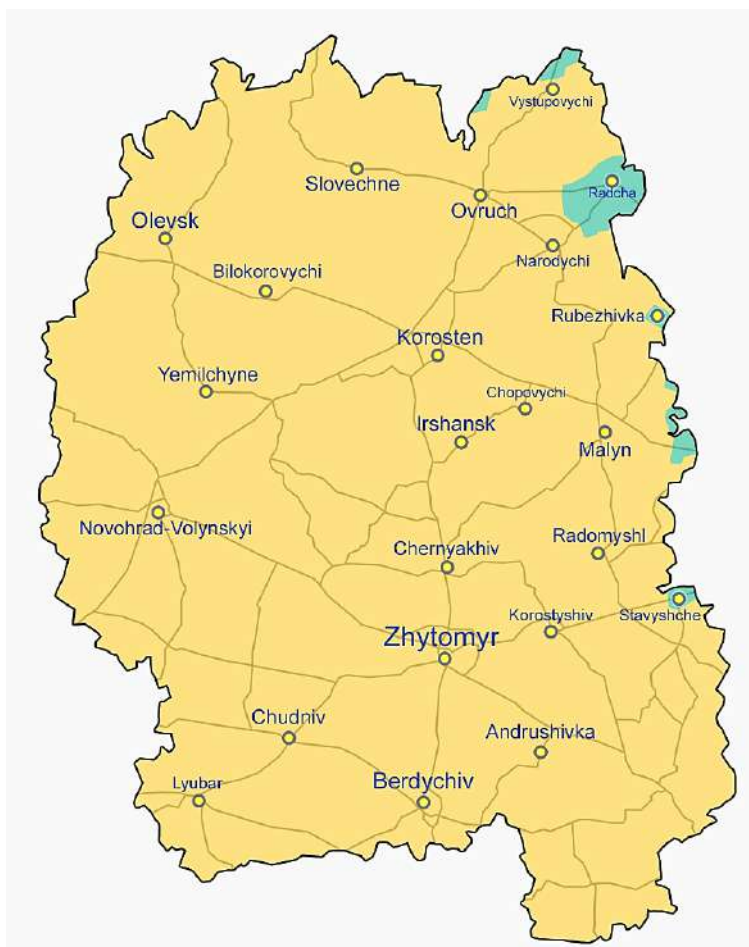 Vystupovychi
Slovechne
Radcha
Ovruch
Olevsk
Narodychi
Bilokorovychi
Rubezhivka
Korosten
Yemilchyne
Chopovychi
Irshansk
Malyn
Novohrad-Volynskyi
Radomyshl
Chernyakhiv
Korostyshiv
Stavyshche
Zhytomyr
Chudniv
Andrushivka
Lyubar
Berdychiv